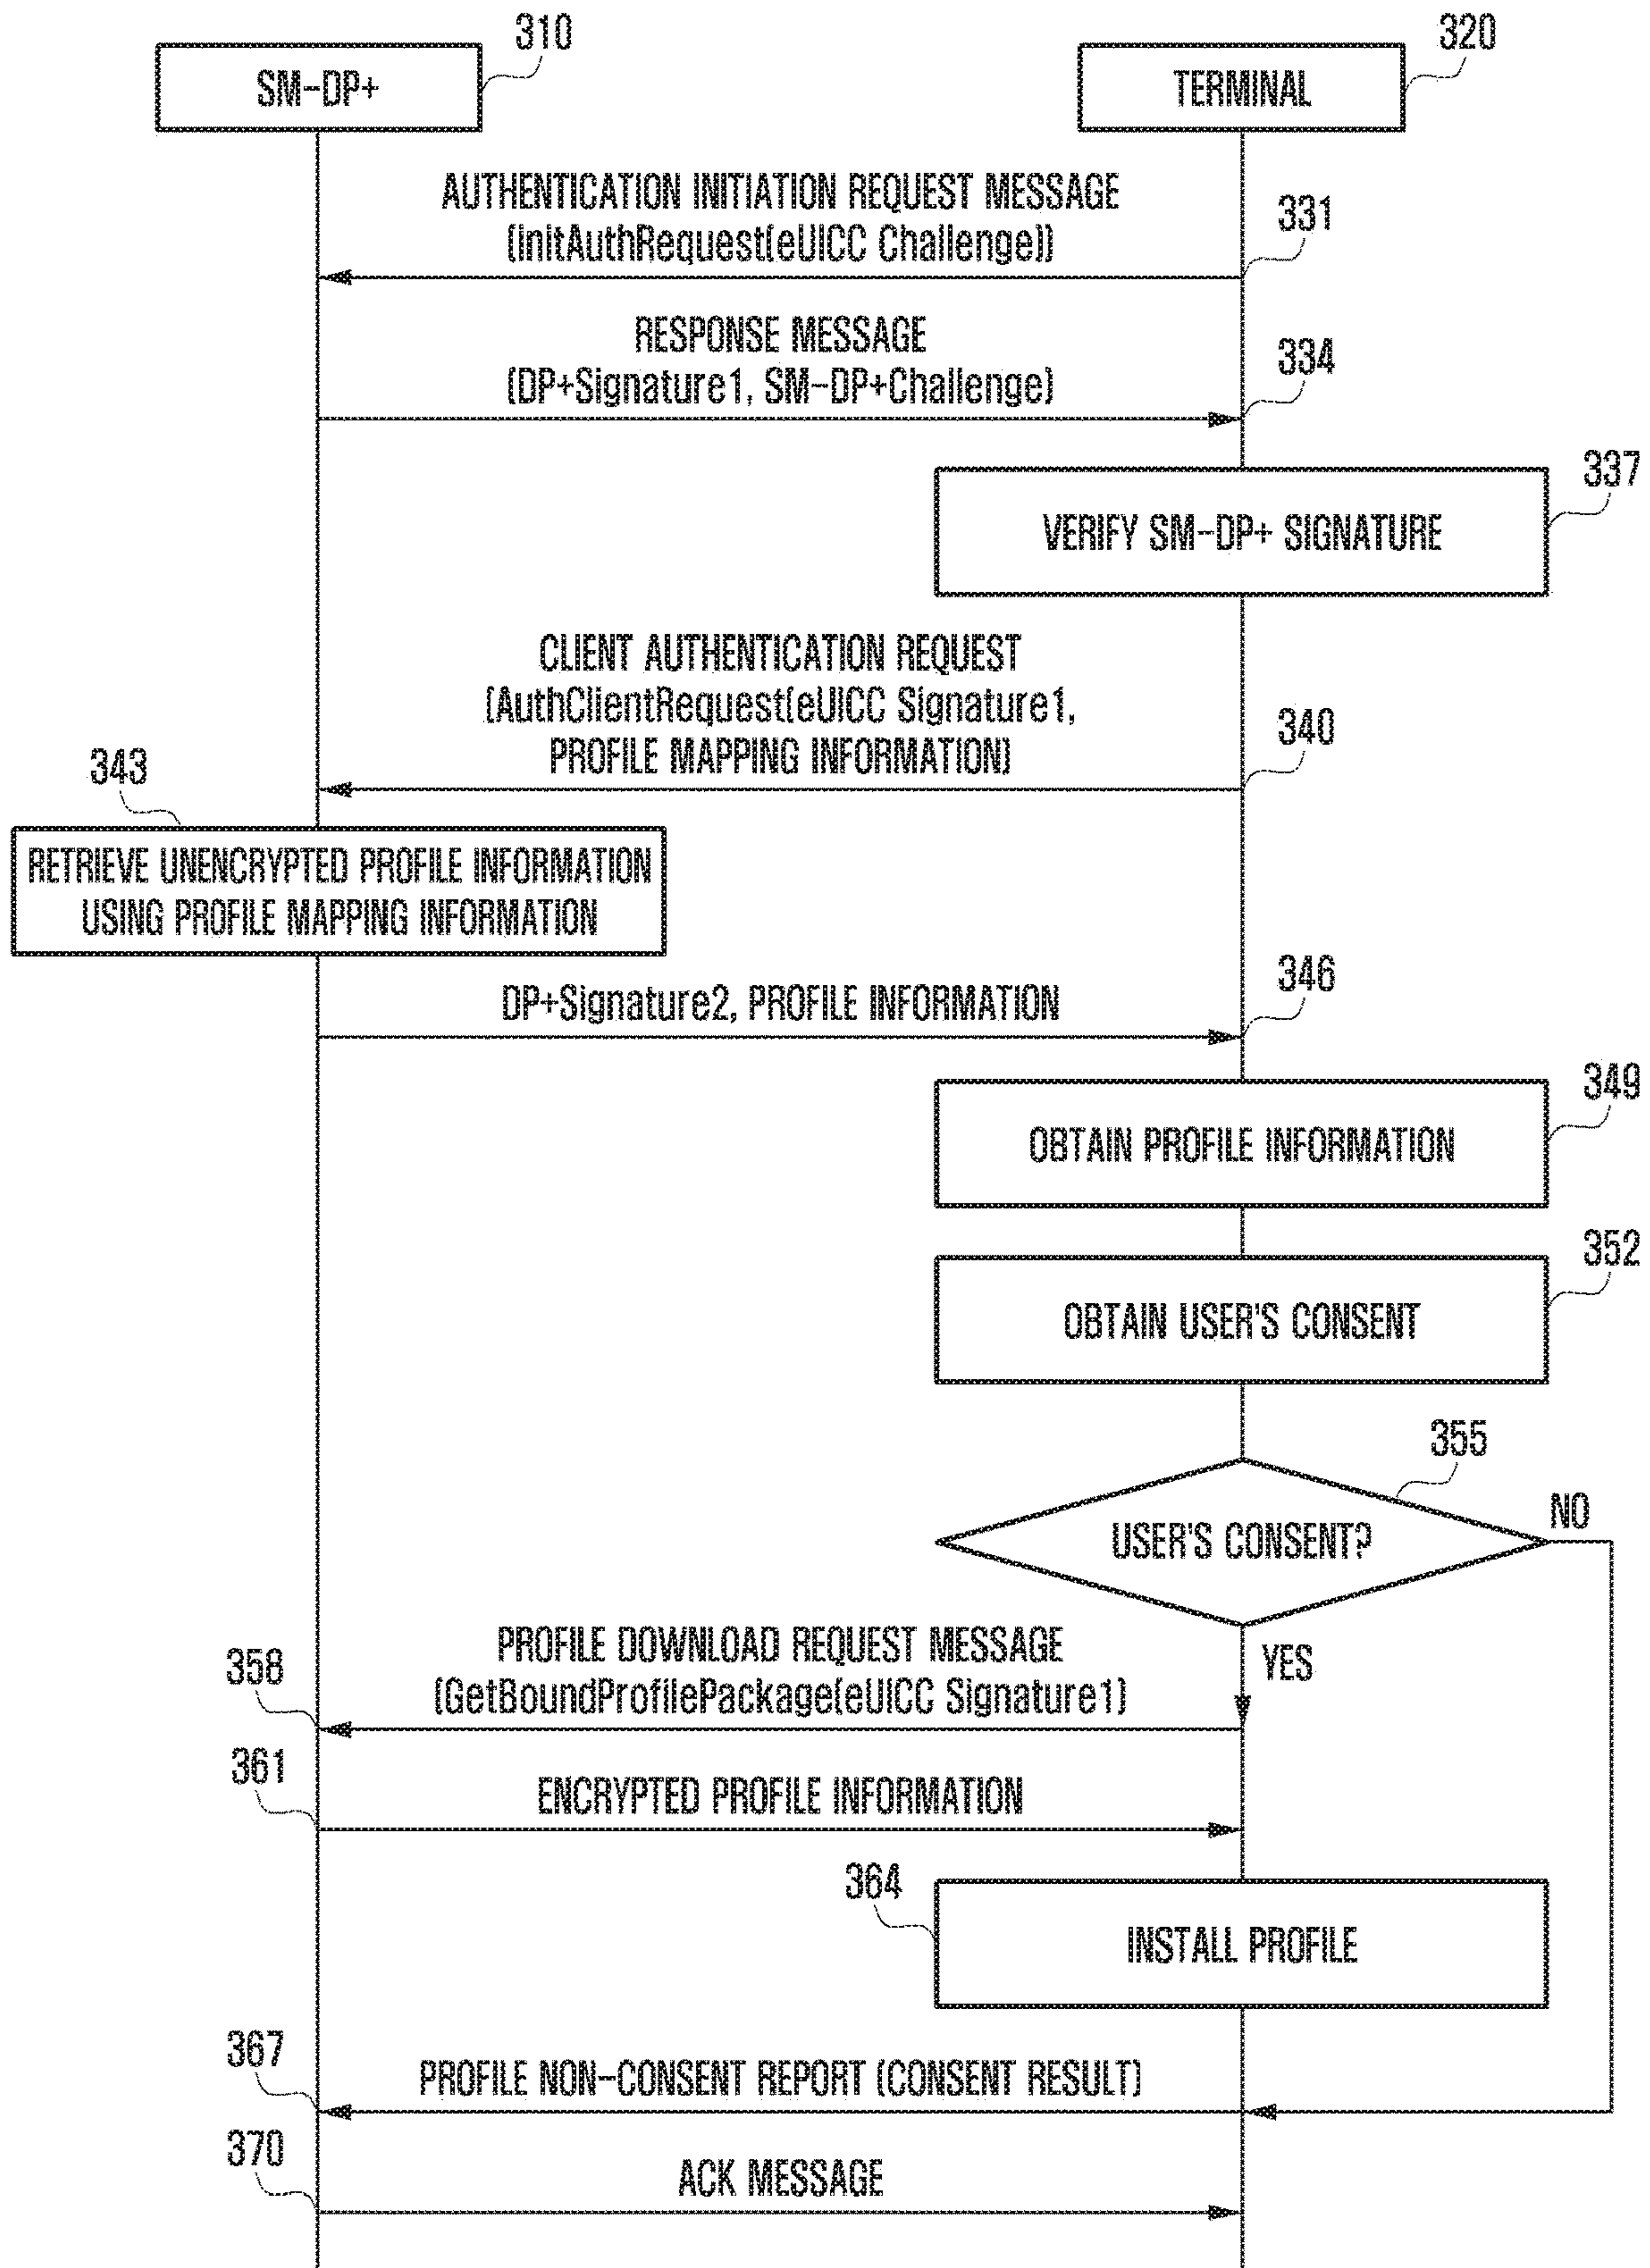 310
320
SM-DP+
TERMINAL
AUTHENTICATION INITIATION REQUEST MESSAGE
(initAuthRequest(eUICC Challenge))
331
RESPONSE MESSAGE
(DP+Signature1, SM-DP+Challenge)
334
337
VERIFY SM-DP+ SIGNATURE
CLIENT AUTHENTICATION REQUEST
(AuthClientRequest(eUICC Signature1,
PROFILE MAPPING INFORMATION)
340
343
RETRIEVE UNENCRYPTED PROFILE INFORMATION
USING PROFILE MAPPING INFORMATION
346
DP+Signature2, PROFILE INFORMATION
349
OBTAIN PROFILE INFORMATION
352
OBTAIN USER'S CONSENT
355
NO
USER'S CONSENT?
YES
PROFILE DOWNLOAD REQUEST MESSAGE
358
(GetBoundProfilePackage(eUICC Signature1)
361
ENCRYPTED PROFILE INFORMATION
364
INSTALL PROFILE
367
PROFILE NON-CONSENT REPORT (CONSENT RESULT)
370
ACK MESSAGE